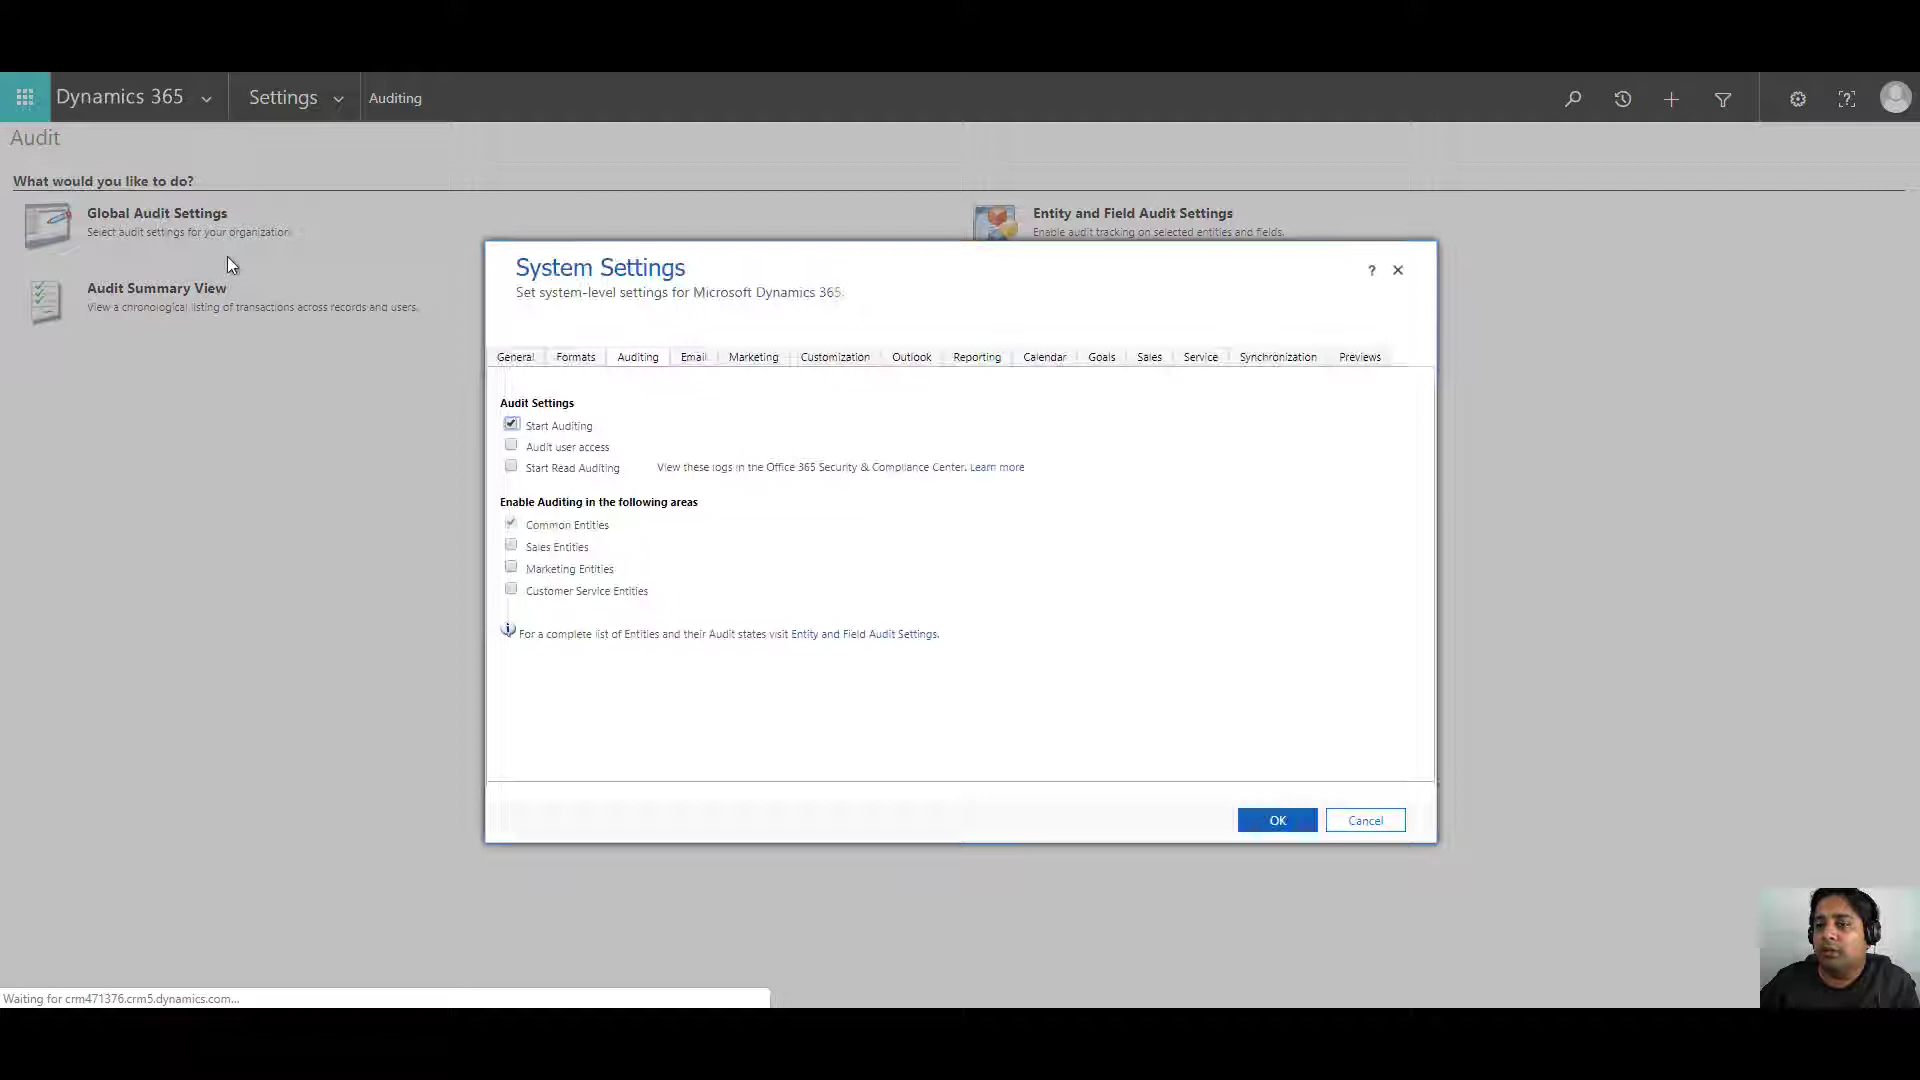 Dynamics 365 Settings Auditing
Audit
What would you like to do?
Global Audit Settings
Select audit settings for your organization.
Entity and Field Audit Settings
Enable audit tracking on selected entities and fields.
Audit Summary View
View a chronological listing of transactions across records and users.
System Settings
Set system-level settings for Microsoft Dynamics 365.
General Formats Auditing Email Marketing Customization Outlook Reporting Calendar Goals Sales Service Synchronization Previews
Audit Settings
Start Auditing
Audit user access
Start Read Auditing View these logs in the Office 365 Security & Compliance Center. Learn more
Enable Auditing in the following areas
Common Entities
Sales Entities
Marketing Entities
Customer Service Entities
For a complete list of Entities and their Audit states visit Entity and Field Audit Settings.
OK Cancel
Waiting for crm471376.crm5.dynamics.com...